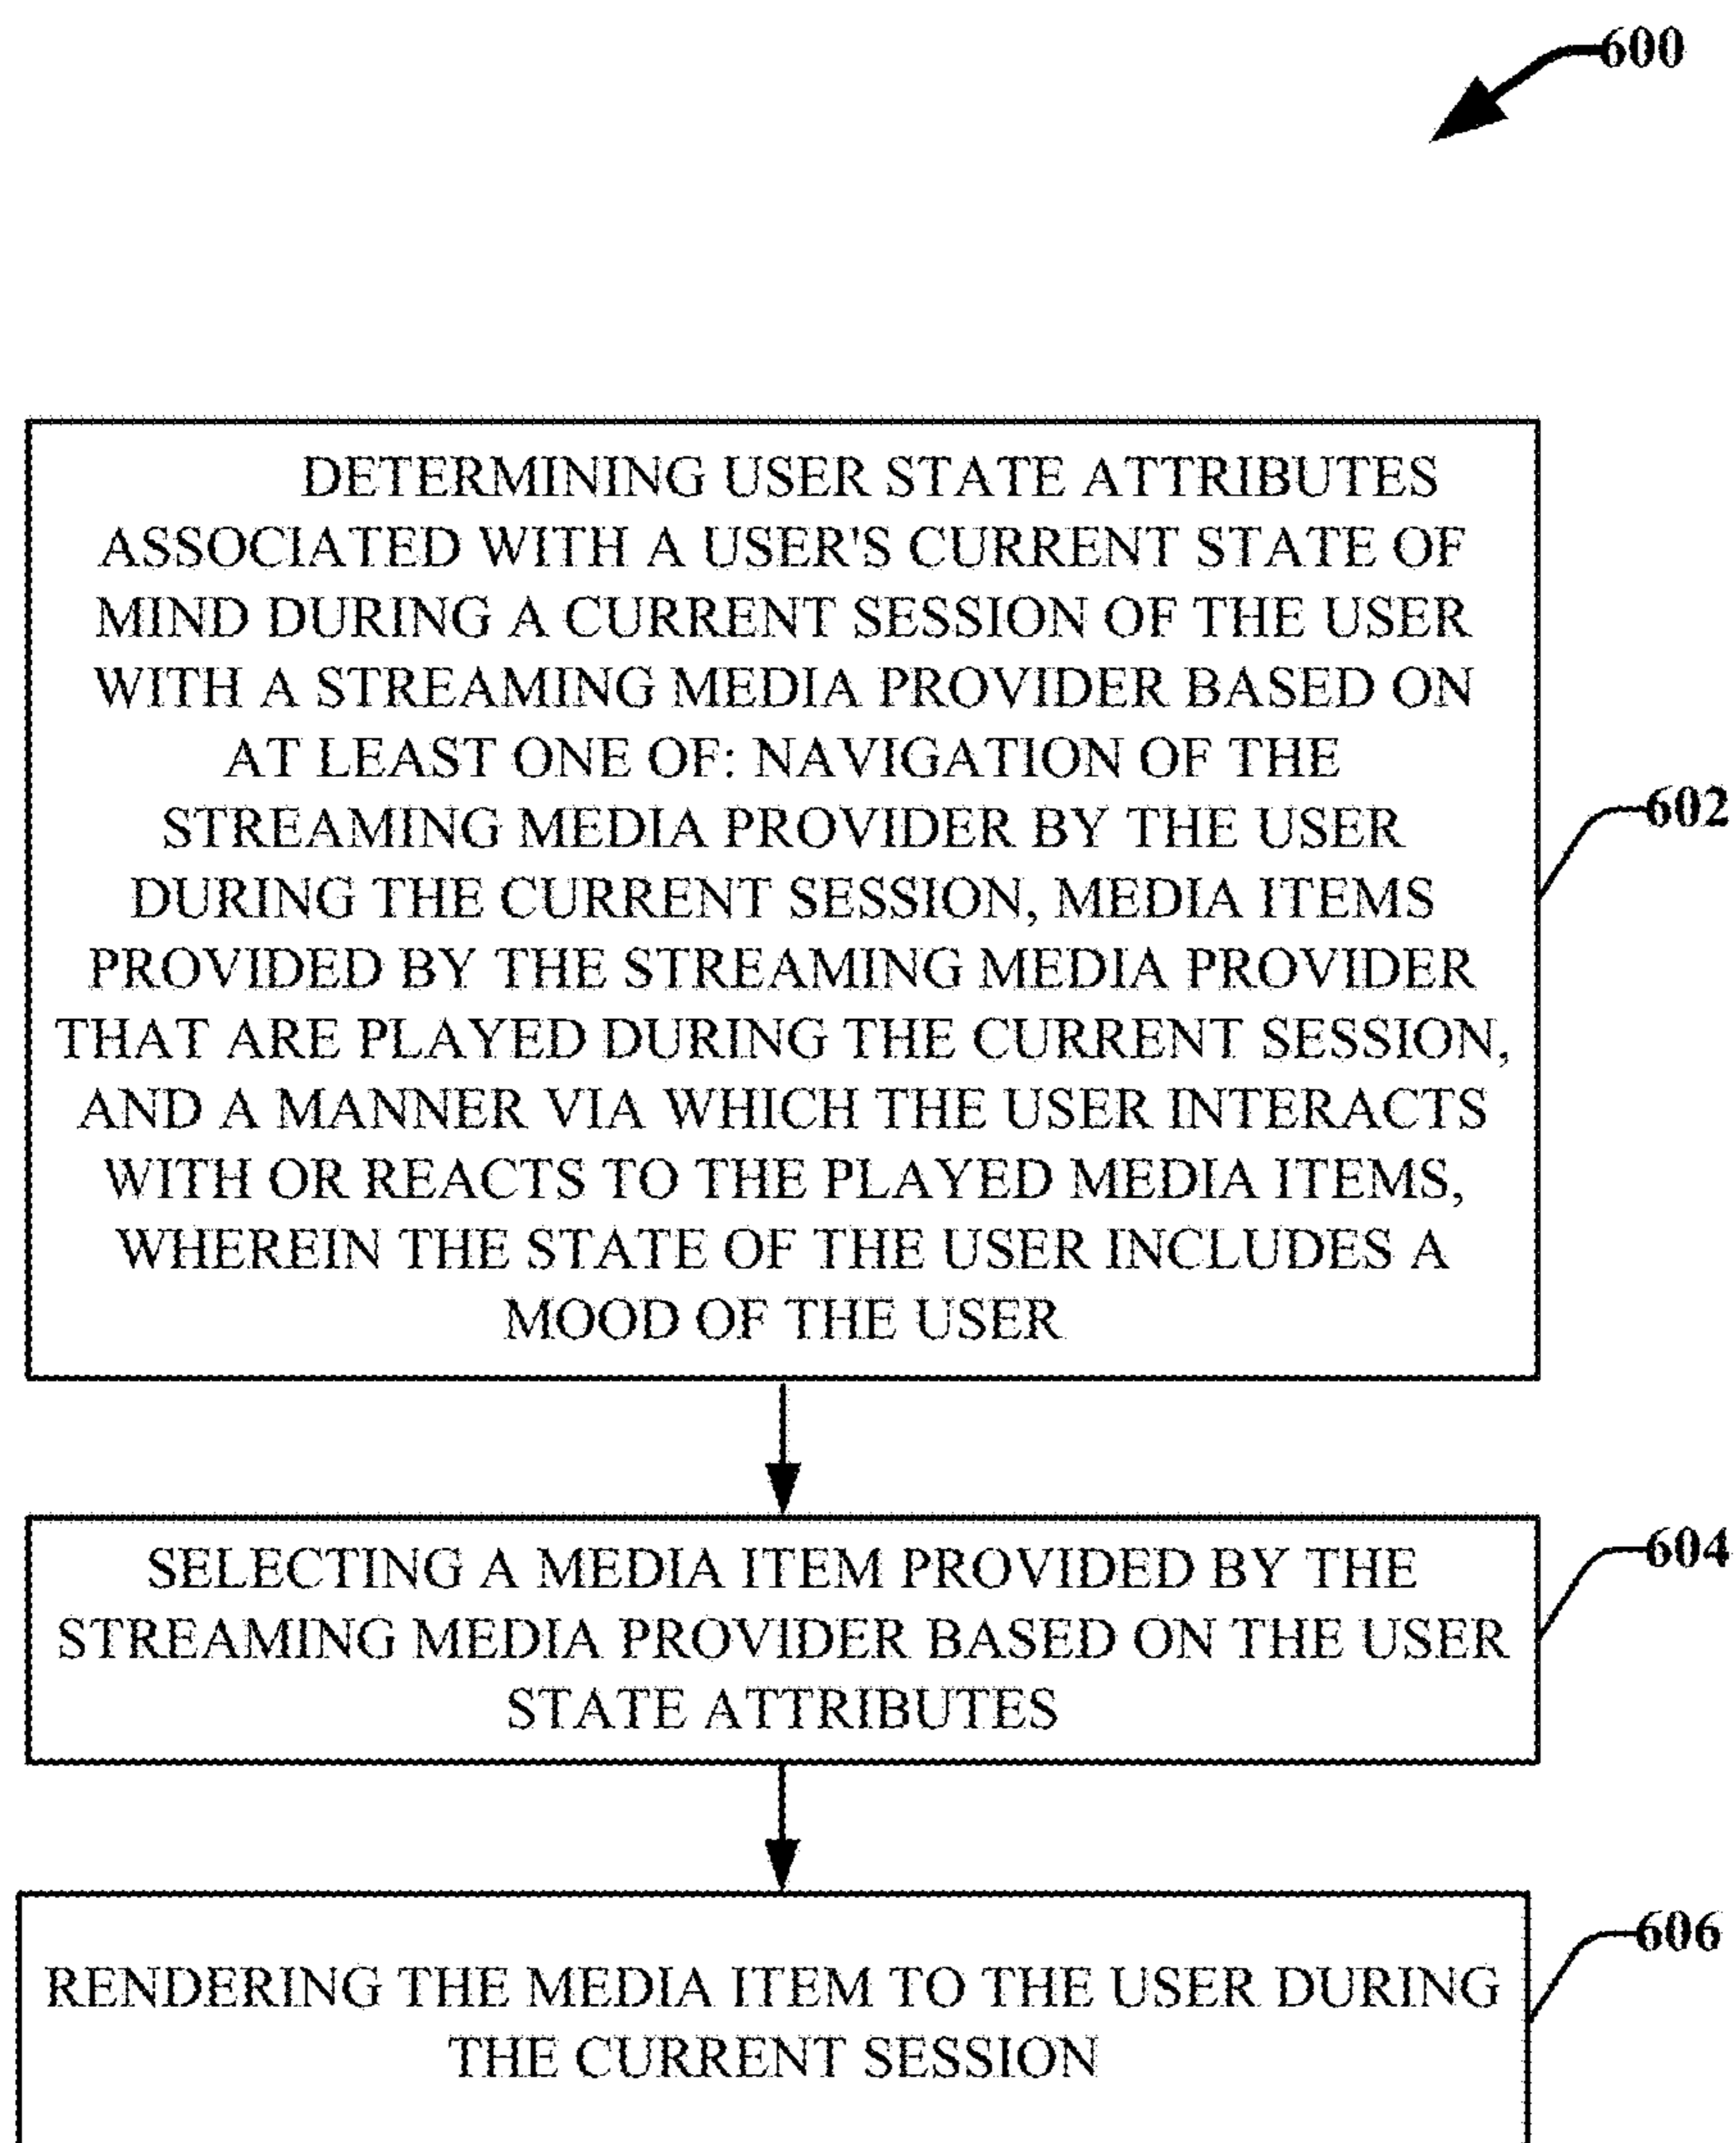 600
DETERMINING USER STATE ATTRIBUTES
ASSOCIATED WITH A USER'S CURRENT STATE OF
MIND DURING A CURRENT SESSION OF THE USER
WITH A STREAMING MEDIA PROVIDER BASED ON
AT LEAST ONE OF: NAVIGATION OF THE
STREAMING MEDIA PROVIDER BY THE USER
DURING THE CURRENT SESSION, MEDIA ITEMS
PROVIDED BY THE STREAMING MEDIA PROVIDER
THAT ARE PLAYED DURING THE CURRENT SESSION,
AND A MANNER VIA WHICH THE USER INTERACTS
WITH OR REACTS TO THE PLAYED MEDIA ITEMS,
WHEREIN THE STATE OF THE USER INCLUDES A
MOOD OF THE USER
602
SELECTING A MEDIA ITEM PROVIDED BY THE
STREAMING MEDIA PROVIDER BASED ON THE USER
STATE ATTRIBUTES
604
RENDERING THE MEDIA ITEM TO THE USER DURING
THE CURRENT SESSION
606